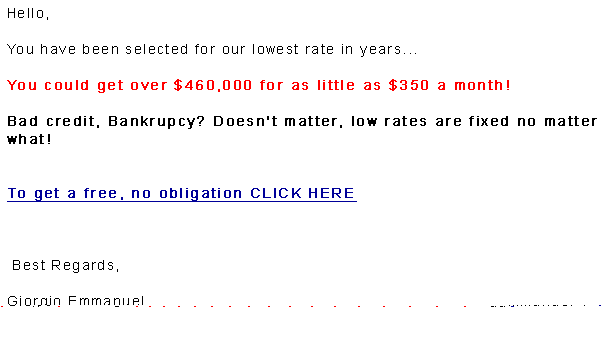 Hello,
You have been selected for our lowest rate in years...
You could get over $460,000 for as little as $350 a month!
Bad credit, Bankrupcy? Doesn't matter, low rates are fixed no matter
what!
To get a free, no obligation CLICK HERE
Best Regards,
Giorgio Emmanuel